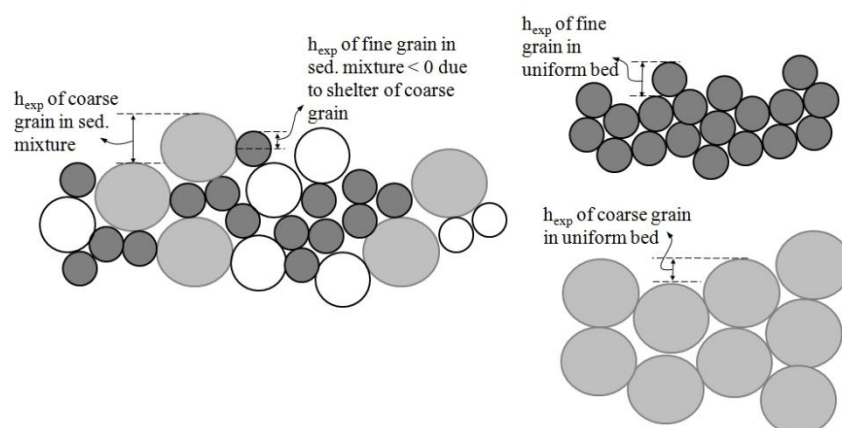 h_exp of coarse
grain in sed.
mixture
h_exp of fine grain in
sed. mixture < 0 due
to shelter of coarse
grain
h_exp of fine
grain in
uniform bed
h_exp of coarse grain
in uniform bed